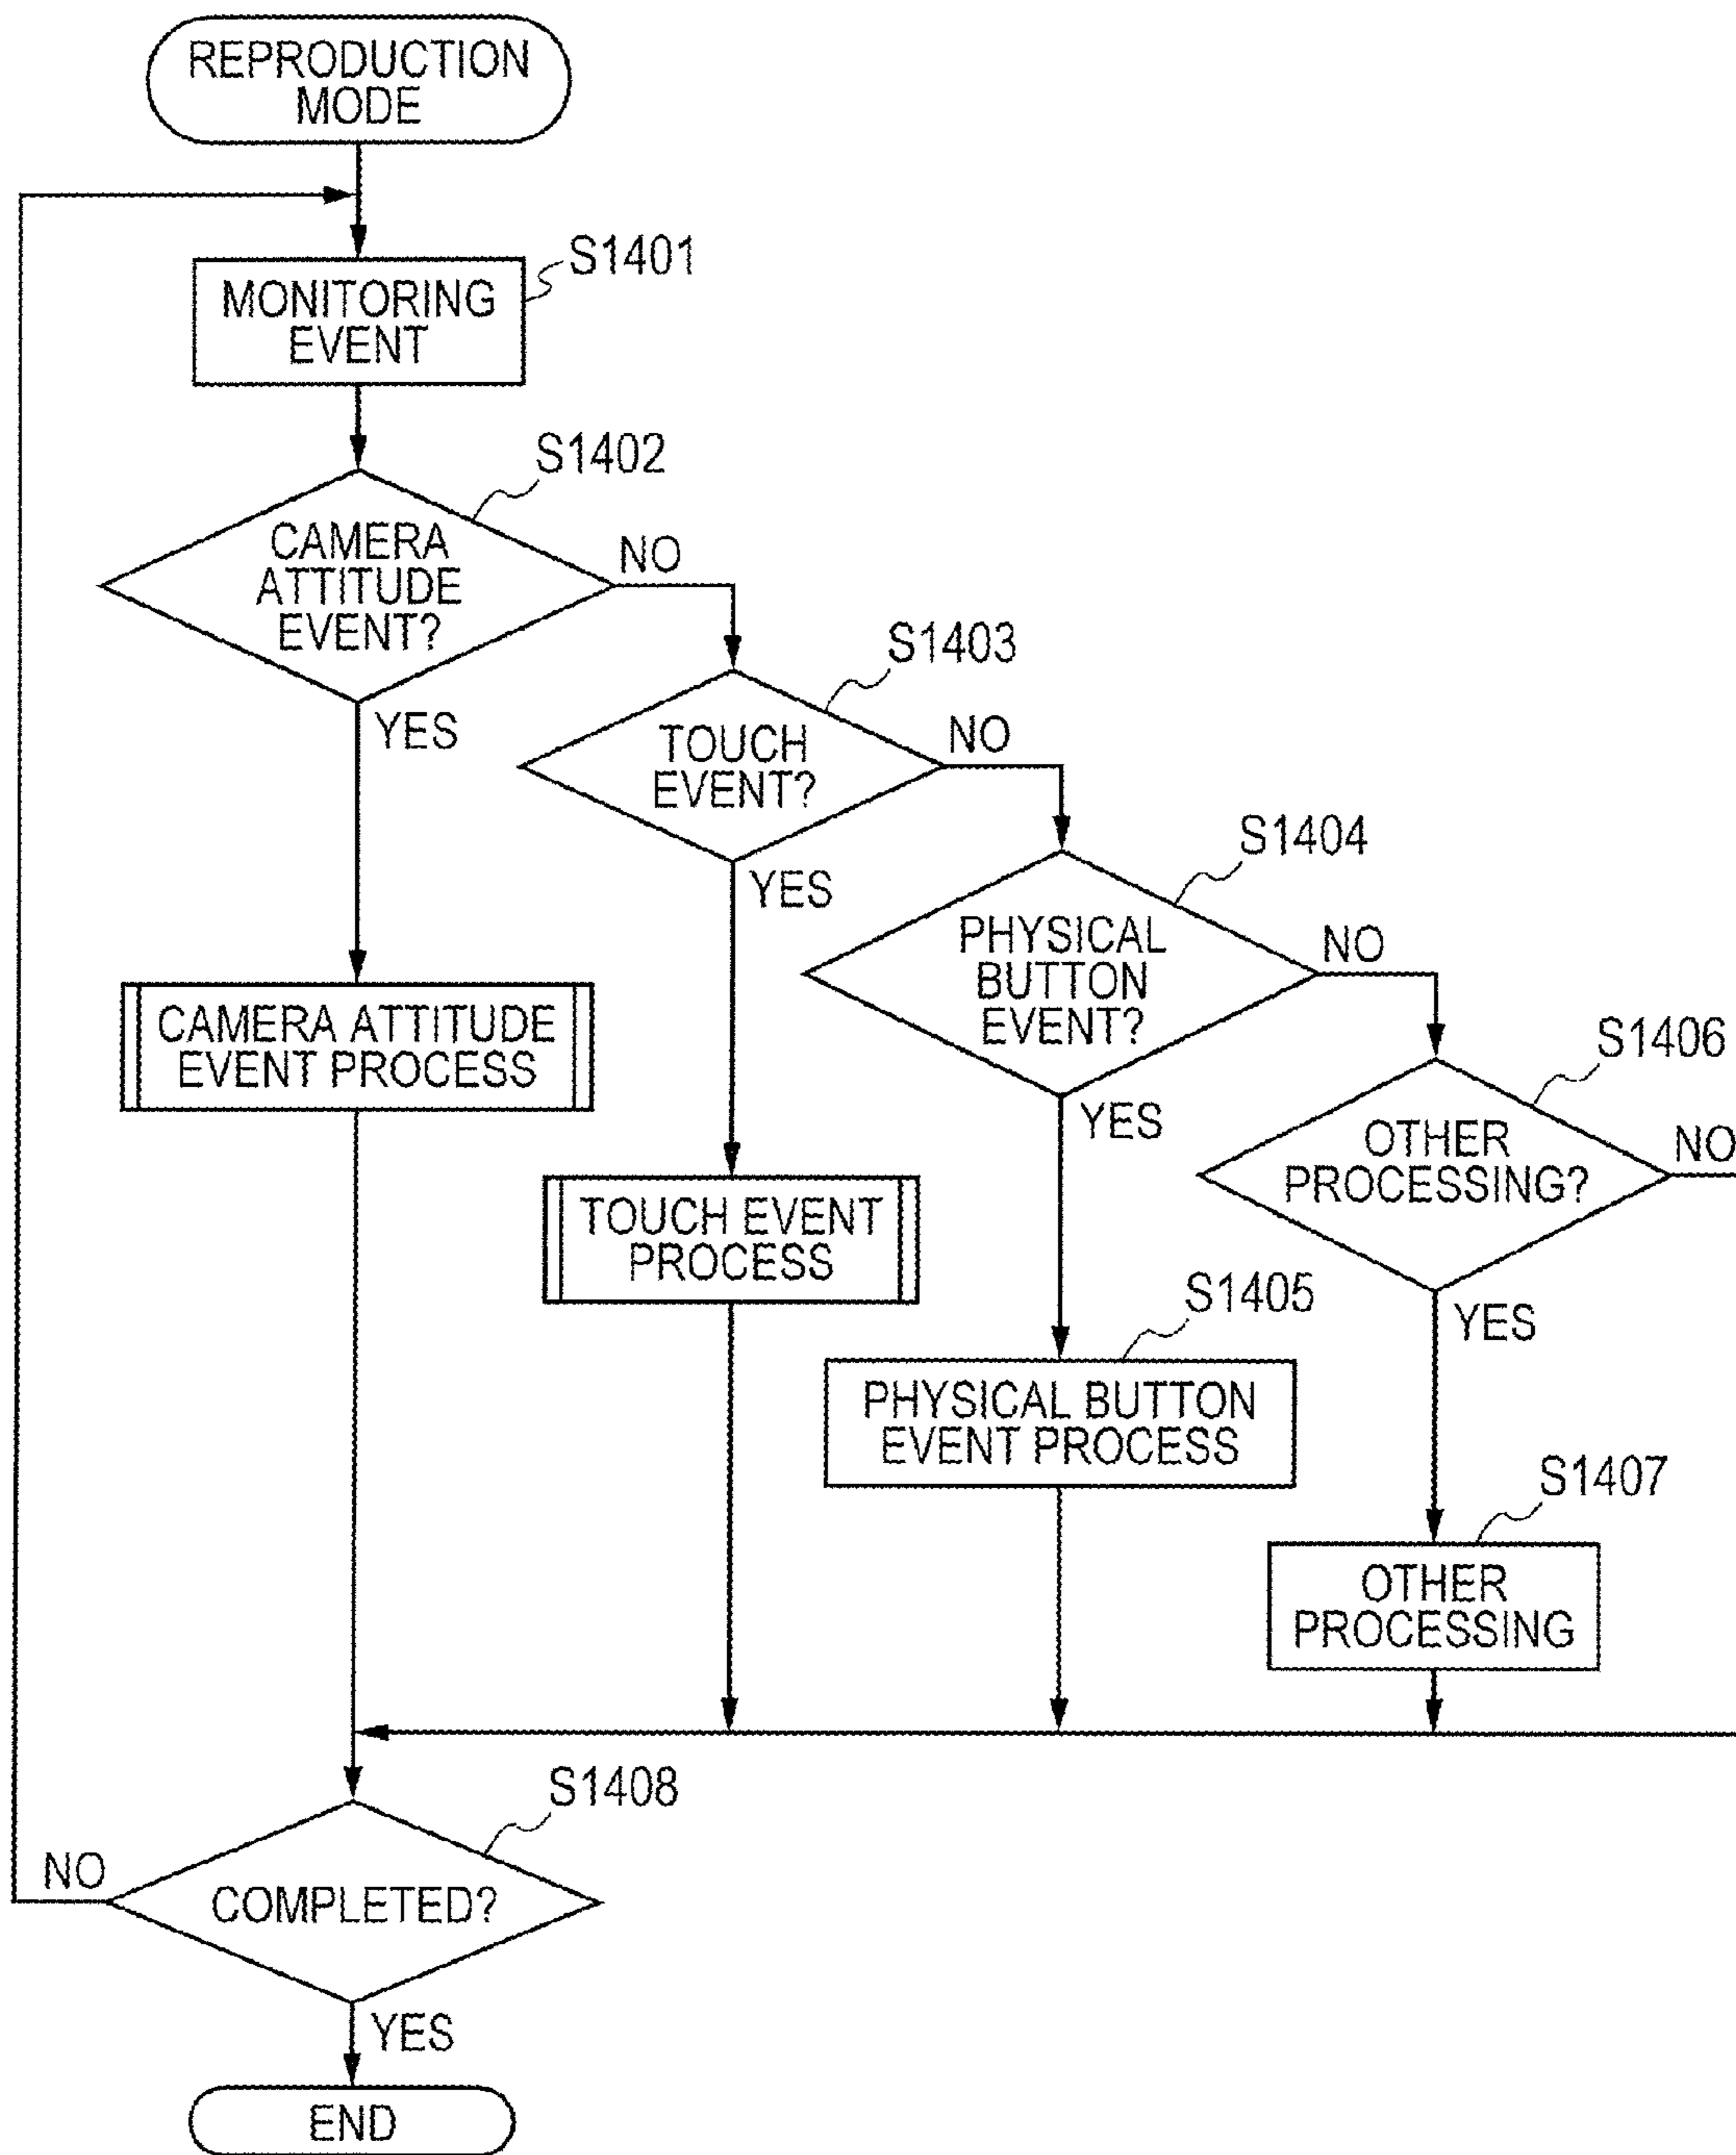 REPRODUCTION
MODE
S1401
MONITORING
EVENT
S1402
CAMERA
ATTITUDE
EVENT?
NO
YES
S1403
TOUCH
EVENT?
NO
YES
S1404
PHYSICAL
BUTTON
EVENT?
NO
YES
CAMERA ATTITUDE
EVENT PROCESS
S1406
OTHER
PROCESSING?
NO
YES
TOUCH EVENT
PROCESS
S1405
PHYSICAL BUTTON
EVENT PROCESS
S1407
OTHER
PROCESSING
S1408
COMPLETED?
NO
YES
END